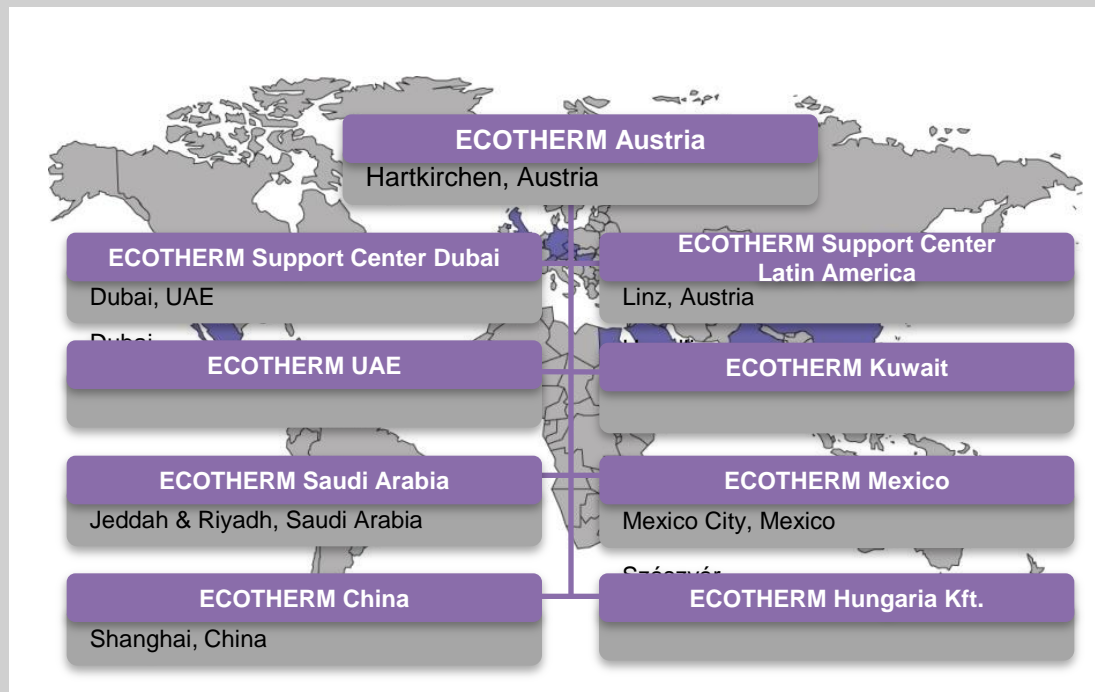 ECOTHERM Austria
Hartkirchen, Austria
ECOTHERM Support Center Dubai
Dubai, UAE
ECOTHERM Support Center
Latin America
Linz, Austria
Dubai
ECOTHERM UAE
ECOTHERM Kuwait
ECOTHERM Saudi Arabia
Jeddah & Riyadh, Saudi Arabia
ECOTHERM Mexico
Mexico City, Mexico
ECOTHERM China
Shanghai, China
ECOTHERM Hungaria Kft.